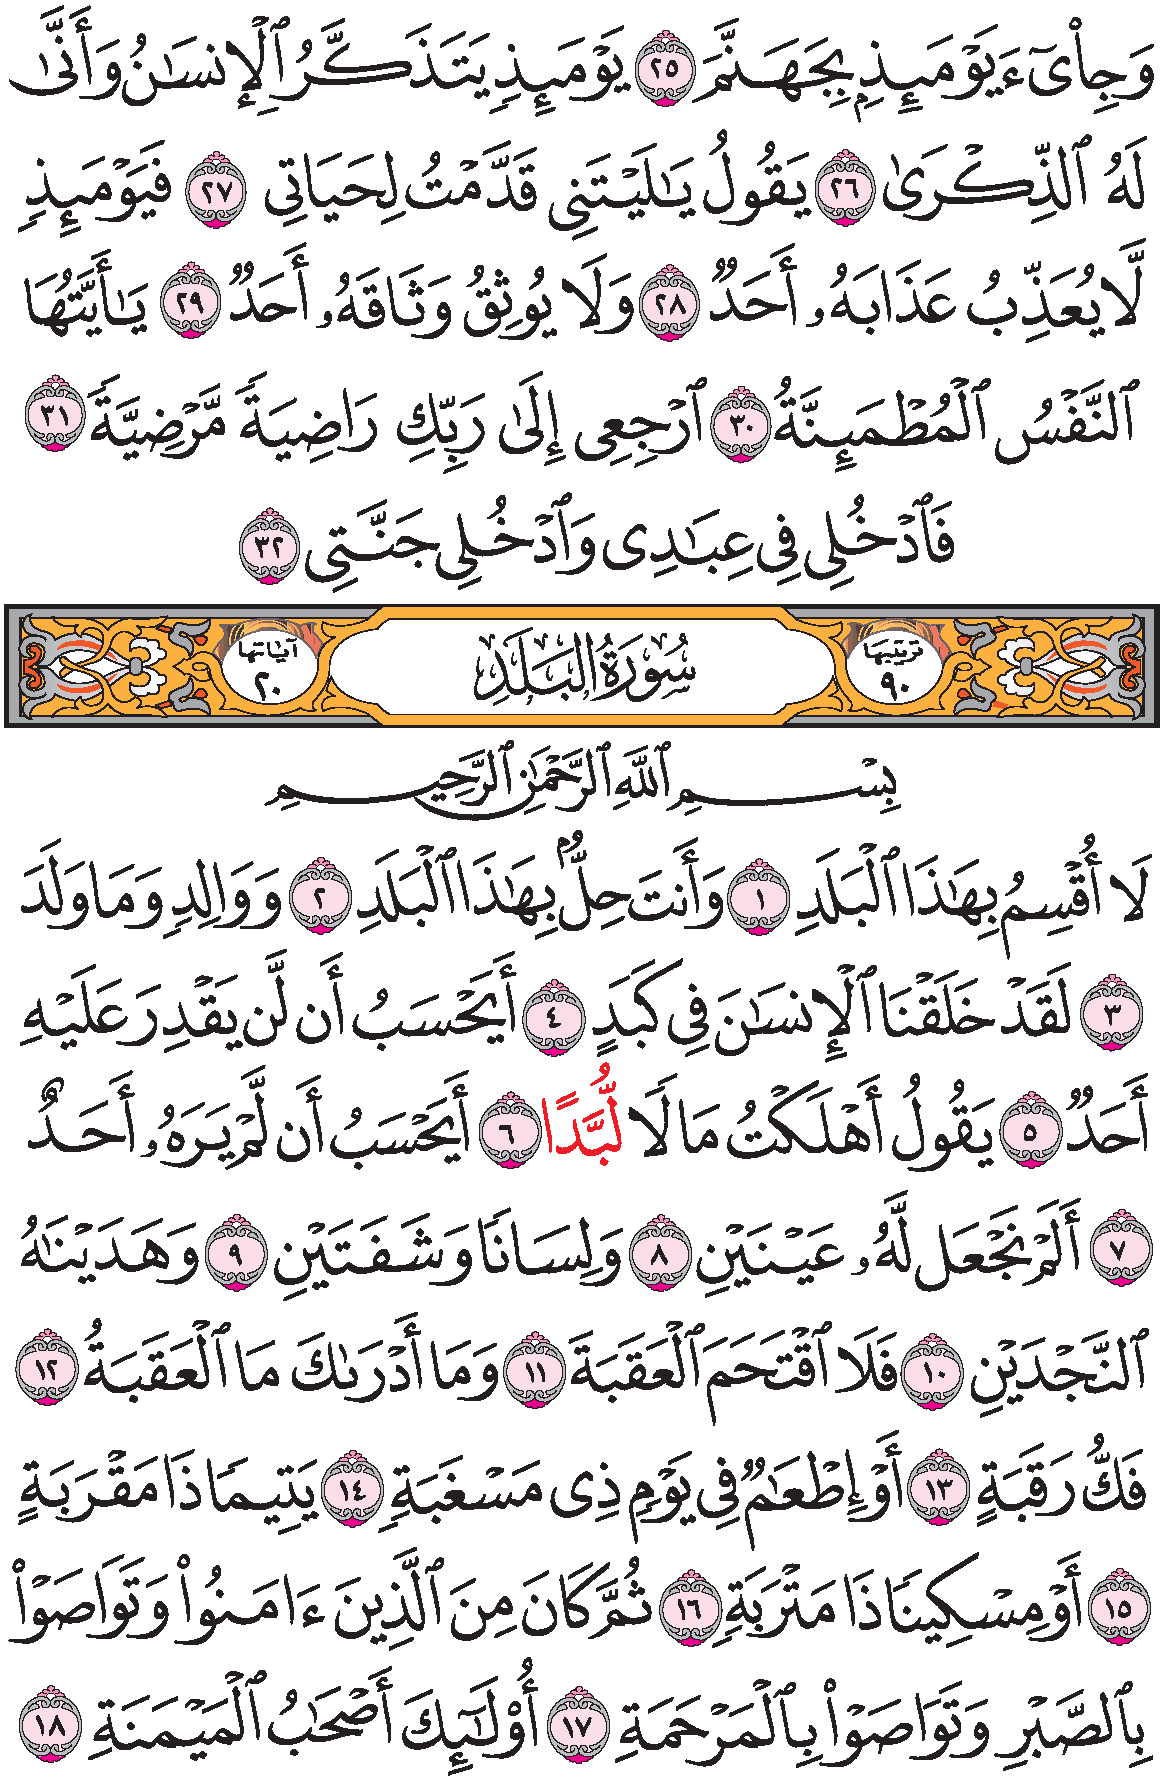 وَجِاْىٓءَ يَوْمَئِذِۭ بِجَهَنَّمَ ٢٥ يَوْمَئِذٍ يَتَذَكَّرُ ٱلْإِنسَٰنُ وَأَنَّىٰ
لَهُ ٱلذِّكْرَىٰ ٢٦ يَقُولُ يَٰلَيْتَنِى قَدَّمْتُ لِحَيَاتِى ٢٧ فَيَوْمَئِذٍ
لَّا يُعَذِّبُ عَذَابَهُۥ أَحَدٌ ٢٨ وَلَا يُوثِقُ وَثَاقَهُۥ أَحَدٌ ٢٩ يَٰأَيَّتُهَا
ٱلنَّفْسُ ٱلْمُطْمَئِنَّةُ ٣٠ ٱرْجِعِى إِلَىٰ رَبِّكِ رَاضِيَةً مَّرْضِيَّةً ٣١
فَٱدْخُلِى فِى عِبَٰدِى وَٱدْخُلِى جَنَّتِى ٣٢
ترتيبها ٩٠ سُورَةُ الْبَلَدِ آياتها ٢٠
بِسْمِ ٱللَّهِ ٱلرَّحْمَٰنِ ٱلرَّحِيمِ
لَا أُقْسِمُ بِهَٰذَا ٱلْبَلَدِ ١ وَأَنتَ حِلٌّۢ بِهَٰذَا ٱلْبَلَدِ ٢ وَوَالِدٍ وَمَا وَلَدَ
٣ لَقَدْ خَلَقْنَا ٱلْإِنسَٰنَ فِى كَبَدٍ ٤ أَيَحْسَبُ أَن لَّن يَقْدِرَ عَلَيْهِ
أَحَدٌ ٥ يَقُولُ أَهْلَكْتُ مَالًا لُّبَّدًا ٦ أَيَحْسَبُ أَن لَّمْ يَرَهُۥ أَحَدٌ
٧ أَلَمْ نَجْعَل لَّهُۥ عَيْنَيْنِ ٨ وَلِسَانًا وَشَفَتَيْنِ ٩ وَهَدَيْنَٰهُ
ٱلنَّجْدَيْنِ ١٠ فَلَا ٱقْتَحَمَ ٱلْعَقَبَةَ ١١ وَمَا أَدْرَىٰكَ مَا ٱلْعَقَبَةُ ١٢
فَكُّ رَقَبَةٍ ١٣ أَوْ إِطْعَٰمٌ فِى يَوْمٍ ذِى مَسْغَبَةٍ ١٤ يَتِيمًا ذَا مَقْرَبَةٍ
١٥ أَوْ مِسْكِينًا ذَا مَتْرَبَةٍ ١٦ ثُمَّ كَانَ مِنَ ٱلَّذِينَ ءَامَنُوا۟ وَتَوَاصَوْا۟
بِٱلصَّبْرِ وَتَوَاصَوْا۟ بِٱلْمَرْحَمَةِ ١٧ أُو۟لَٰٓئِكَ أَصْحَٰبُ ٱلْمَيْمَنَةِ ١٨